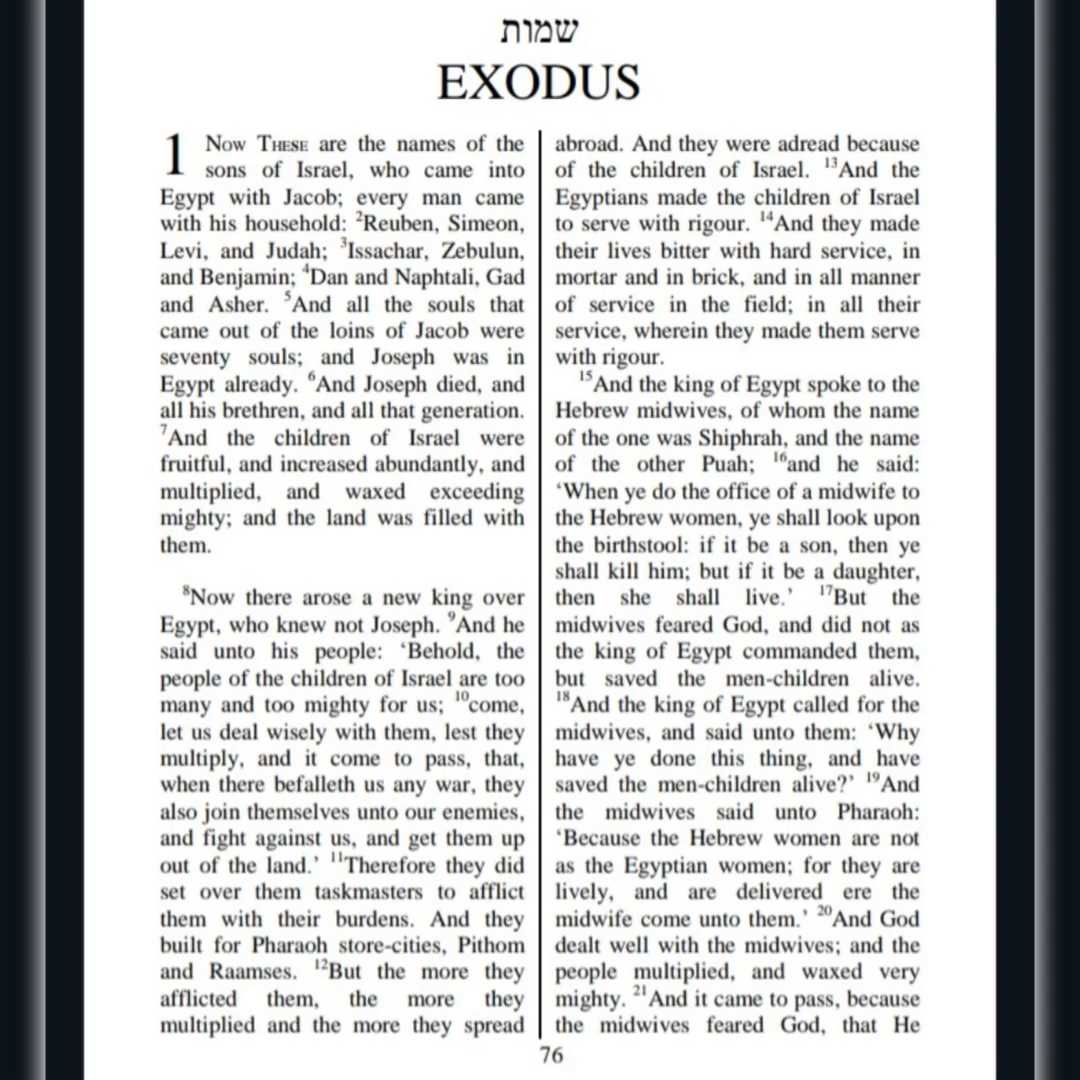 שמות
EXODUS
1 Now These are the names of the
sons of Israel, who came into
Egypt with Jacob; every man came
with his household: ²Reuben, Simeon,
Levi, and Judah; ³Issachar, Zebulun,
and Benjamin; ⁴Dan and Naphtali, Gad
and Asher. ⁵And all the souls that
came out of the loins of Jacob were
seventy souls; and Joseph was in
Egypt already. ⁶And Joseph died, and
all his brethren, and all that generation.
⁷And the children of Israel were
fruitful, and increased abundantly, and
multiplied, and waxed exceeding
mighty; and the land was filled with
them.
⁸Now there arose a new king over
Egypt, who knew not Joseph. ⁹And he
said unto his people: ‘Behold, the
people of the children of Israel are too
many and too mighty for us; ¹⁰come,
let us deal wisely with them, lest they
multiply, and it come to pass, that,
when there befalleth us any war, they
also join themselves unto our enemies,
and fight against us, and get them up
out of the land.’ ¹¹Therefore they did
set over them taskmasters to afflict
them with their burdens. And they
built for Pharaoh store-cities, Pithom
and Raamses. ¹²But the more they
afflicted them, the more they
multiplied and the more they spread
abroad. And they were adread because
of the children of Israel. ¹³And the
Egyptians made the children of Israel
to serve with rigour. ¹⁴And they made
their lives bitter with hard service, in
mortar and in brick, and in all manner
of service in the field; in all their
service, wherein they made them serve
with rigour.
¹⁵And the king of Egypt spoke to the
Hebrew midwives, of whom the name
of the one was Shiphrah, and the name
of the other Puah; ¹⁶and he said:
‘When ye do the office of a midwife to
the Hebrew women, ye shall look upon
the birthstool: if it be a son, then ye
shall kill him; but if it be a daughter,
then she shall live.’ ¹⁷But the
midwives feared God, and did not as
the king of Egypt commanded them,
but saved the men-children alive.
¹⁸And the king of Egypt called for the
midwives, and said unto them: ‘Why
have ye done this thing, and have
saved the men-children alive?’ ¹⁹And
the midwives said unto Pharaoh:
‘Because the Hebrew women are not
as the Egyptian women; for they are
lively, and are delivered ere the
midwife come unto them.’ ²⁰And God
dealt well with the midwives; and the
people multiplied, and waxed very
mighty. ²¹And it came to pass, because
the midwives feared God, that He
76